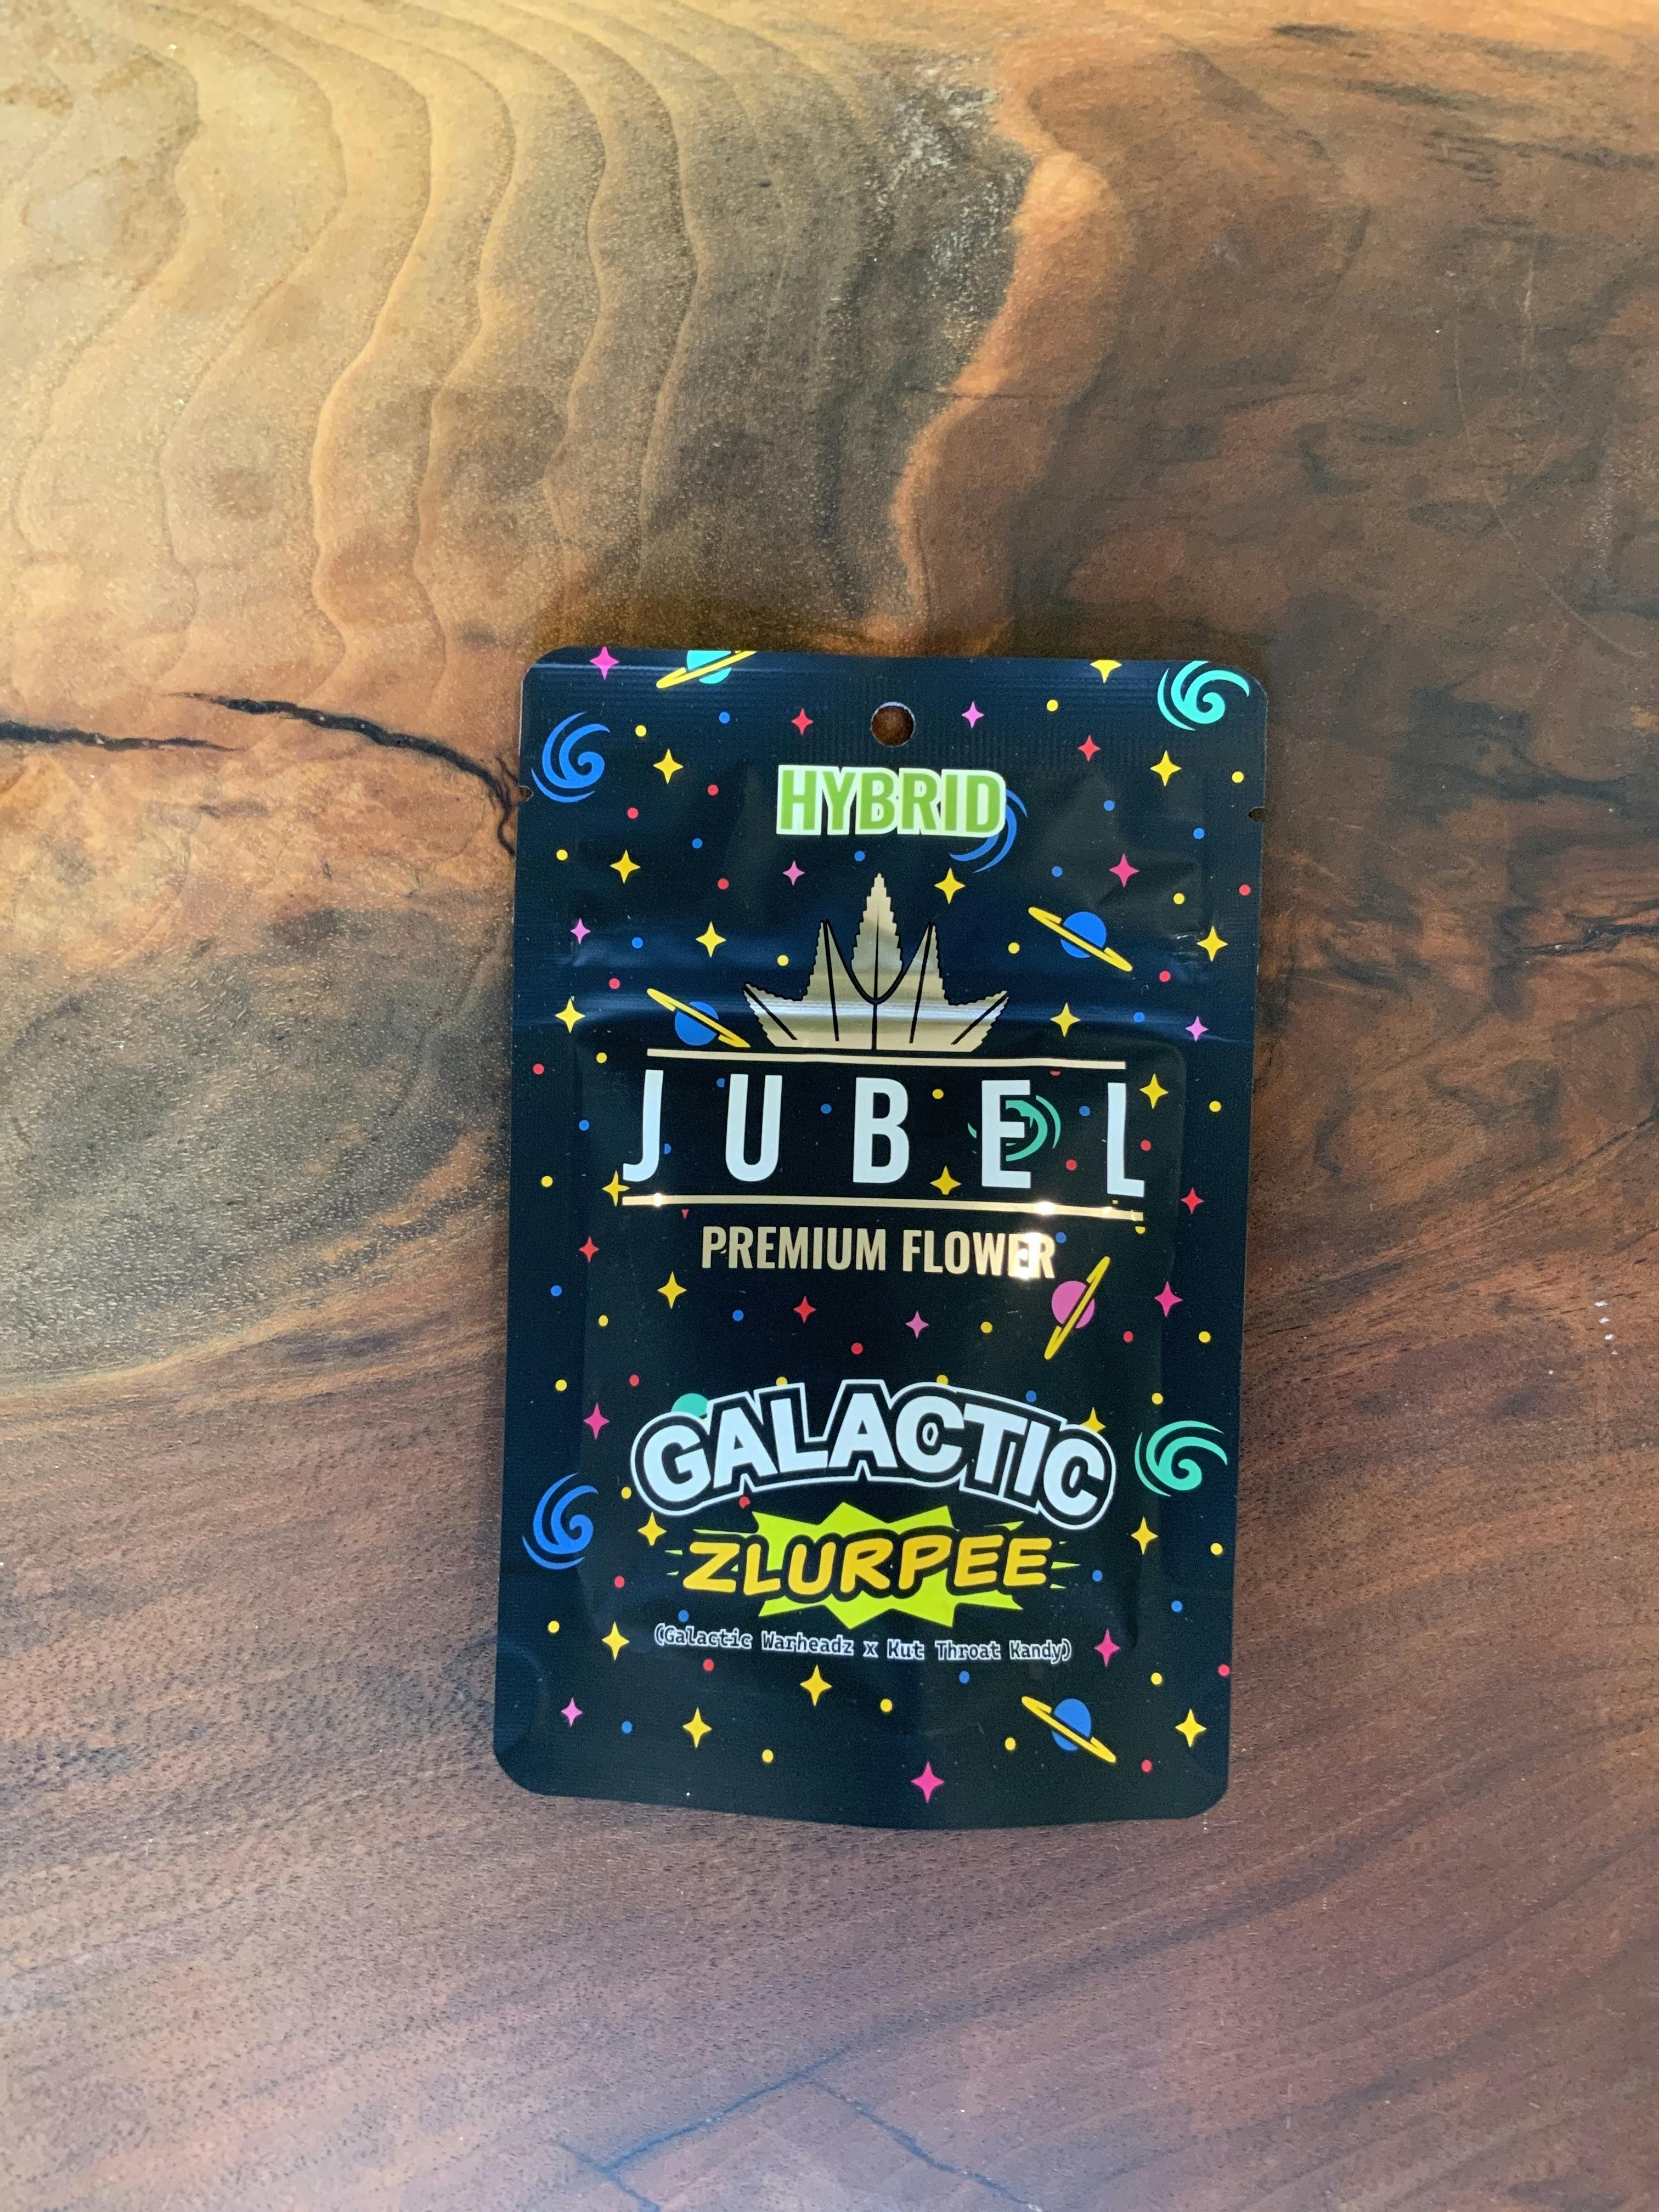 HYBRID
JUBEL
PREMIUM FLOWER
GALACTIC
ZLURPEE
(Galactic Warheadz x Kut Throat Kandy)